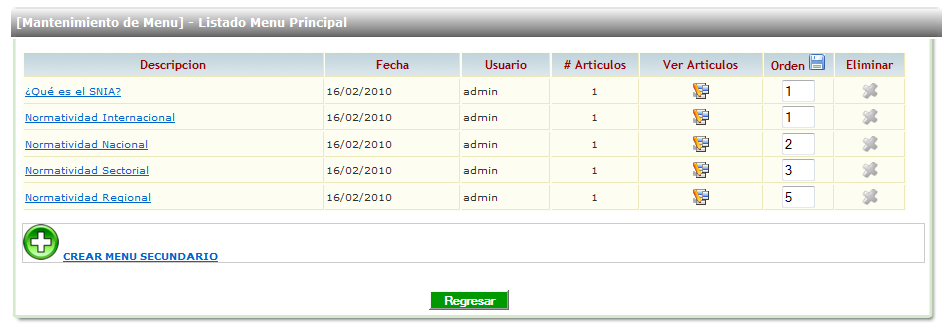 [Mantenimiento de Menu] - Listado Menu Principal
Descripcion Fecha Usuario # Articulos Ver Articulos Orden Eliminar
¿Qué es el SNIA? 16/02/2010 admin 1 1
Normatividad Internacional 16/02/2010 admin 1 1
Normatividad Nacional 16/02/2010 admin 1 2
Normatividad Sectorial 16/02/2010 admin 1 3
Normatividad Regional 16/02/2010 admin 1 5
CREAR MENU SECUNDARIO
Regresar